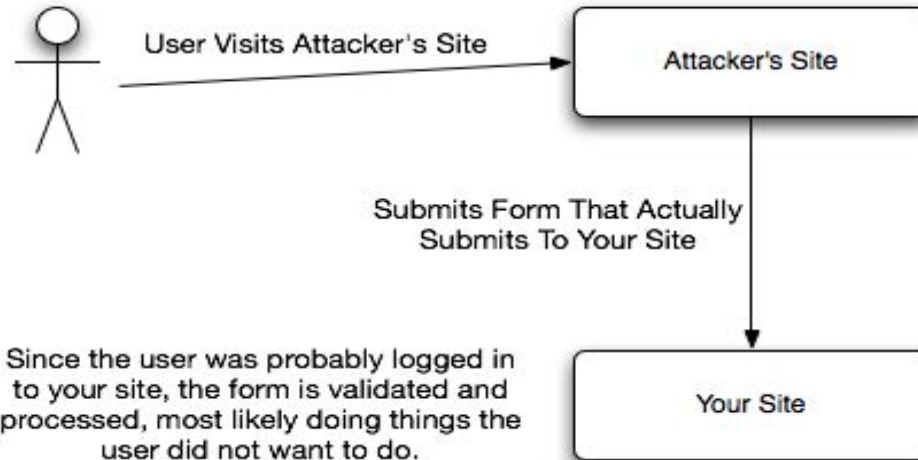 User Visits Attacker's Site
Attacker's Site
Submits Form That Actually
Submits To Your Site
Since the user was probably logged in
to your site, the form is validated and
processed, most likely doing things the
user did not want to do.
Your Site